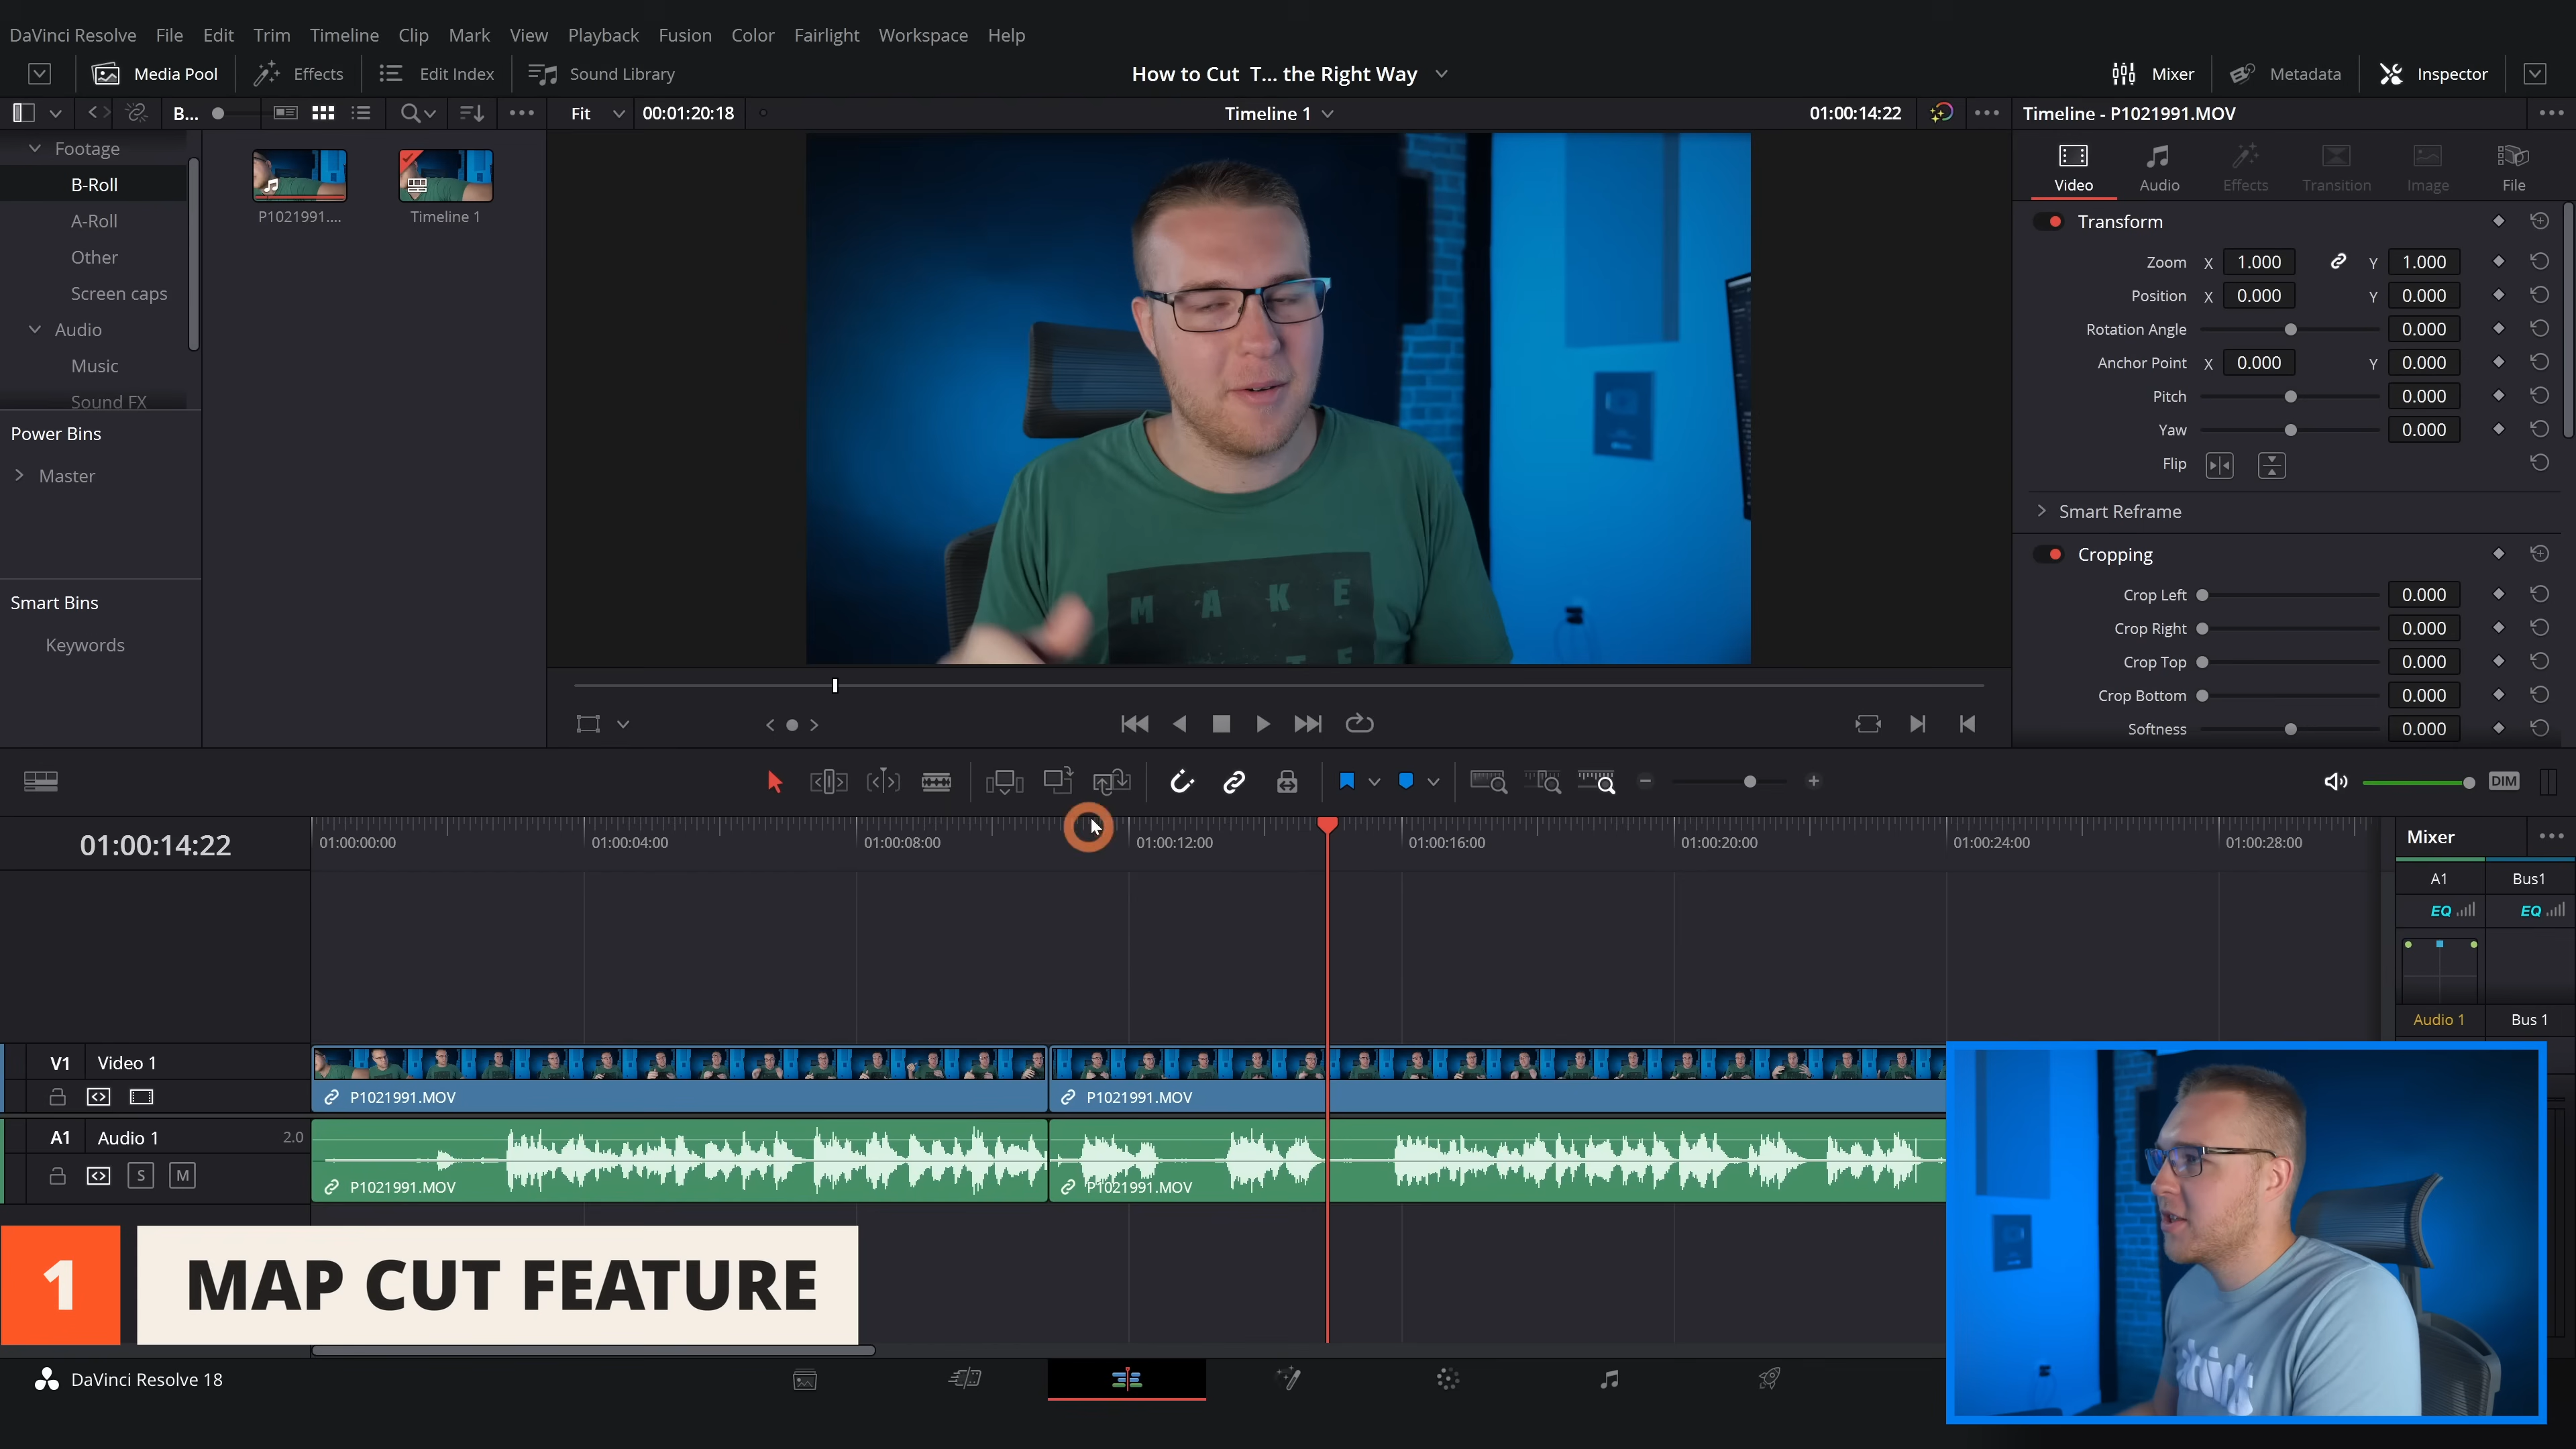 DaVinci Resolve File Edit Trim Timeline Clip Mark View Playback Fusion Color Fairlight Workspace Help
Media Pool Effects Edit Index Sound Library How to Cut T... the Right Way Mixer Metadata Inspector
B... Fit 00:01:20:18 Timeline 1 01:00:14:22 Timeline - P1021991.MOV
Footage
B-Roll
A-Roll
Other
Screen caps
Audio
Music
Sound FX
Power Bins
Master
Smart Bins
Keywords
P1021991.... Timeline 1
MAKE
Video Audio Effects Transition Image File
Transform
Zoom X 1.000 Y 1.000
Position X 0.000 Y 0.000
Rotation Angle 0.000
Anchor Point X 0.000 Y 0.000
Pitch 0.000
Yaw 0.000
Flip
Smart Reframe
Cropping
Crop Left 0.000
Crop Right 0.000
Crop Top 0.000
Crop Bottom 0.000
Softness 0.000
DIM
01:00:14:22
01:00:00:00 01:00:04:00 01:00:08:00 01:00:12:00 01:00:16:00 01:00:20:00 01:00:24:00 01:00:28:00
Mixer
A1 Bus1
EQ EQ
Audio 1 Bus 1
V1 Video 1
P1021991.MOV P1021991.MOV
A1 Audio 1 2.0
S M
P1021991.MOV P1021991.MOV
1 MAP CUT FEATURE
DaVinci Resolve 18